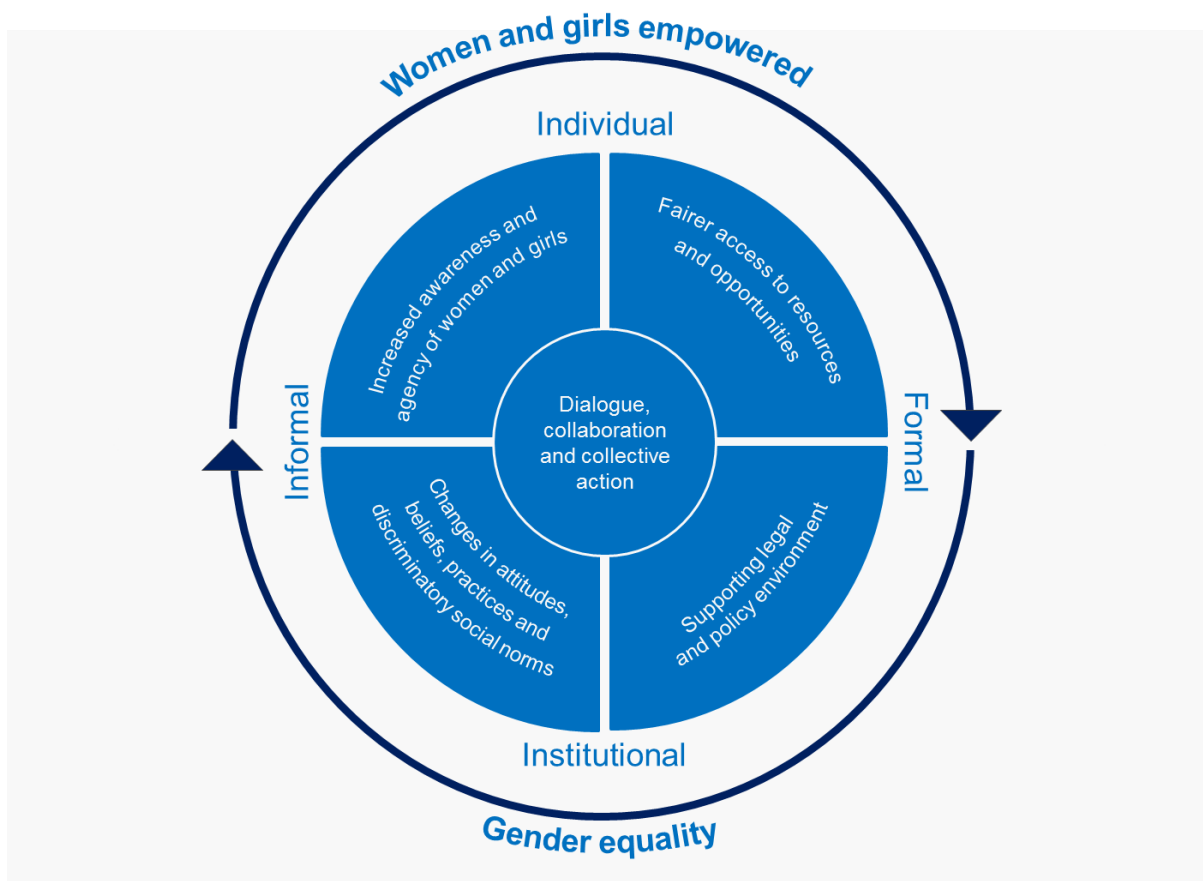 Women and girls empowered
Individual
Increased awareness and
agency of women and girls
Fairer access to resources
and opportunities
Informal
Dialogue,
collaboration
and collective
action
Formal
Changes in attitudes,
beliefs, practices and
discriminatory social norms
Supporting legal
and policy environment
Institutional
Gender equality